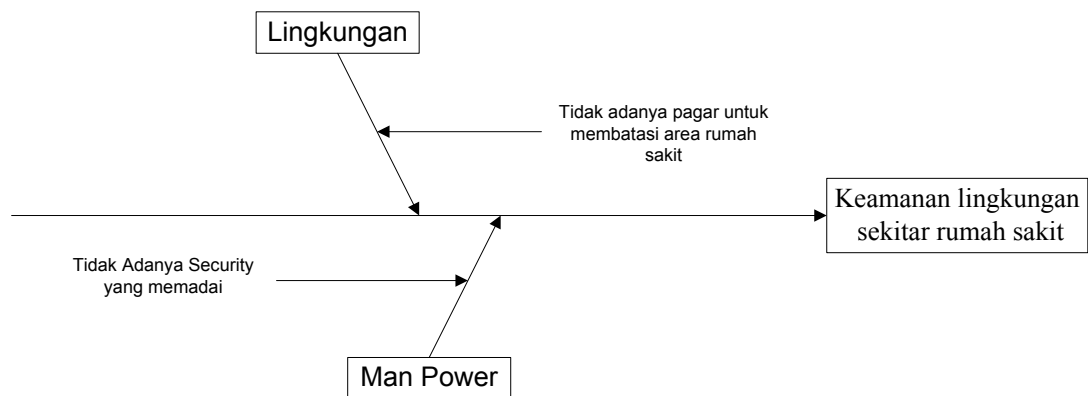 Lingkungan
Tidak adanya pagar untuk
membatasi area rumah
sakit
Keamanan lingkungan
sekitar rumah sakit
Tidak Adanya Security
yang memadai
Man Power